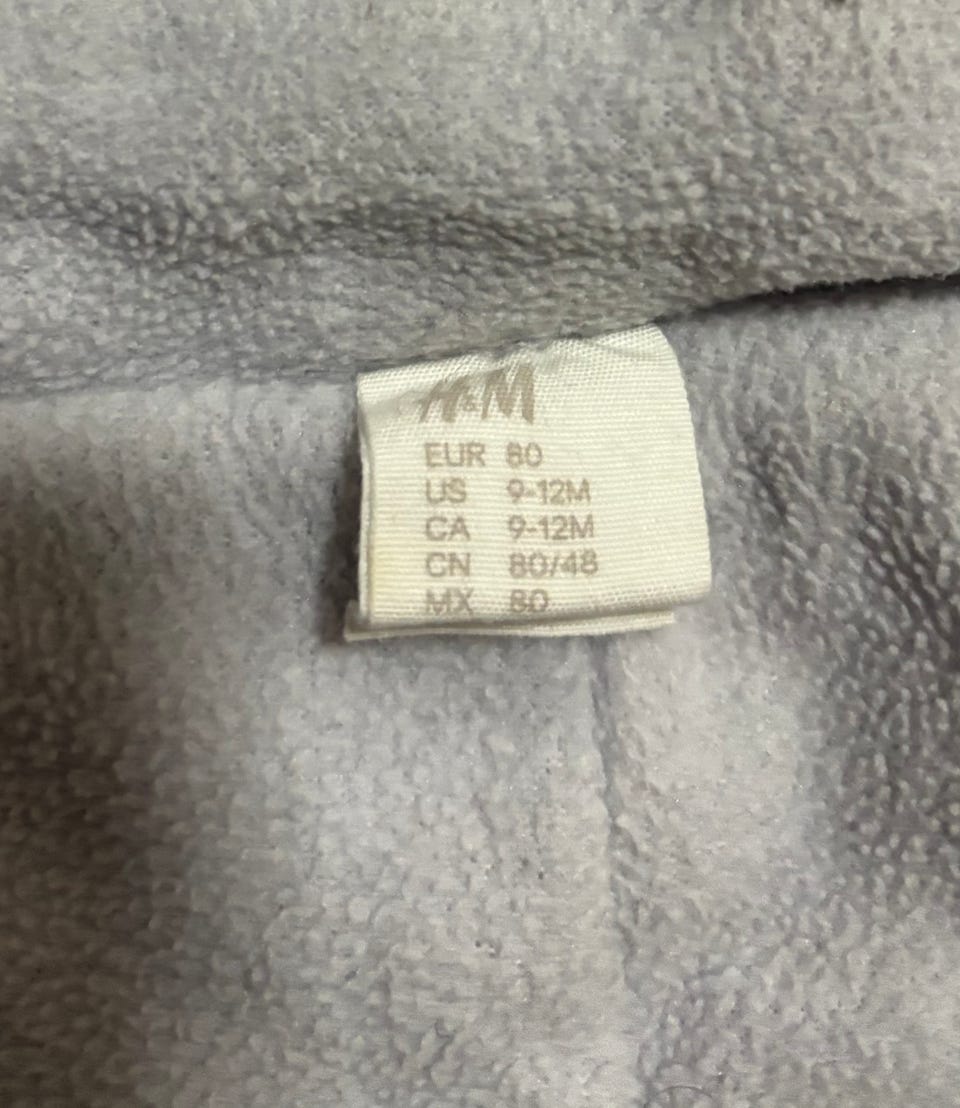 H&M
EUR 80
US 9-12M
CA 9-12M
CN 80/48
MX 80